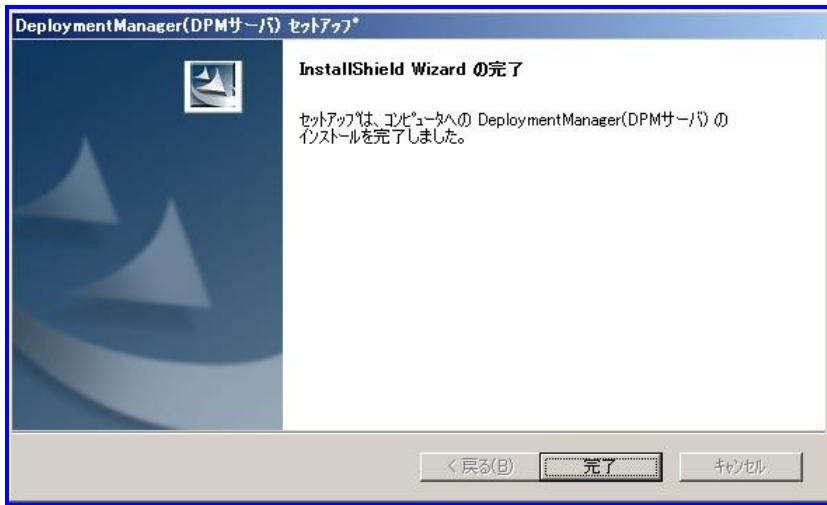 DeploymentManager(DPMサーバ) ｾｯﾄｱｯﾌﾟ
InstallShield Wizard の完了
ｾｯﾄｱｯﾌﾟは、ｺﾝﾋﾟｭｰﾀへの DeploymentManager(DPMサーバ) の
ｲﾝｽﾄｰﾙを完了しました。
< 戻る(B)
完了
ｷｬﾝｾﾙ